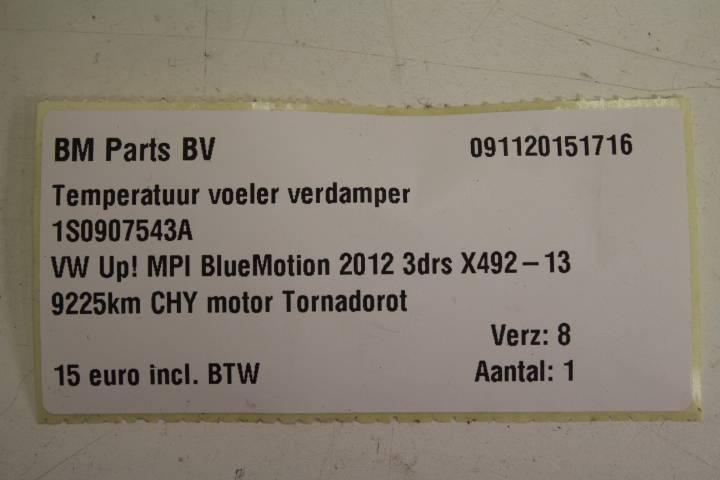 BM Parts BV 091120151716
Temperatuur voeler verdamper
1S0907543A
VW Up! MPI BlueMotion 2012 3drs X492-13
9225km CHY motor Tornadorot
Verz: 8
15 euro incl. BTW Aantal: 1